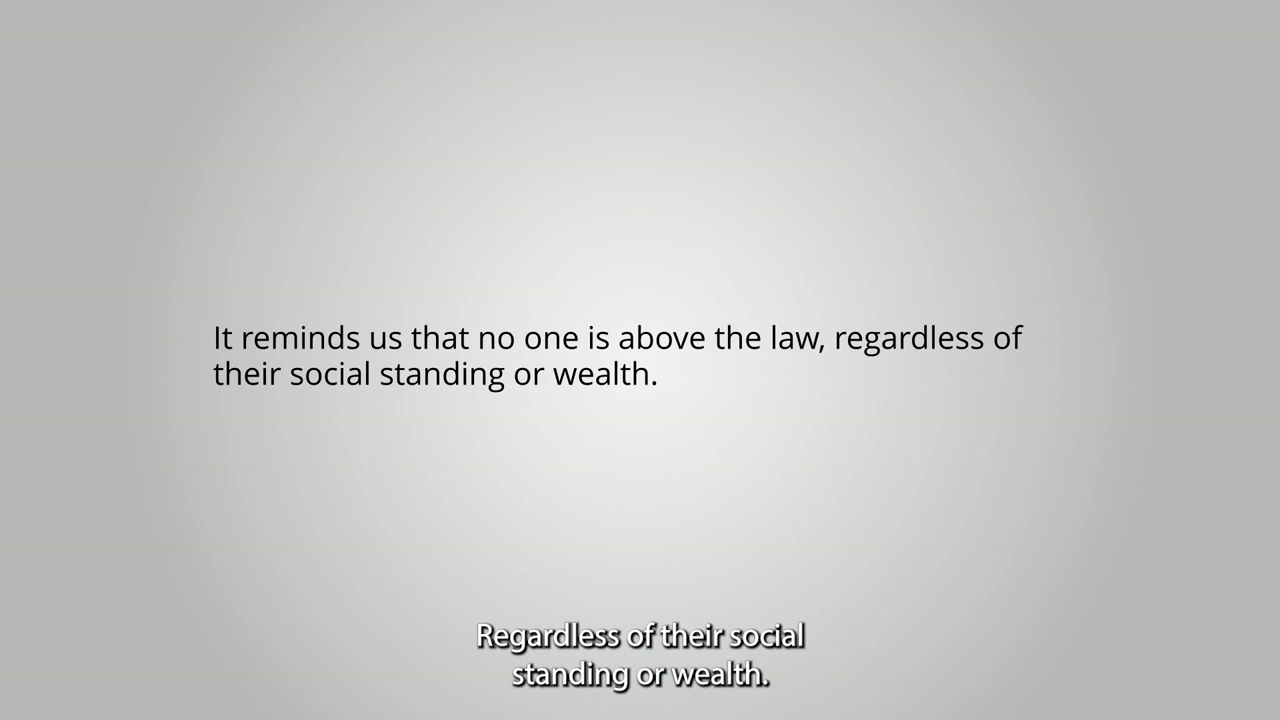 It reminds us that no one is above the law, regardless of
their social standing or wealth.
Regardless of their social
standing or wealth.